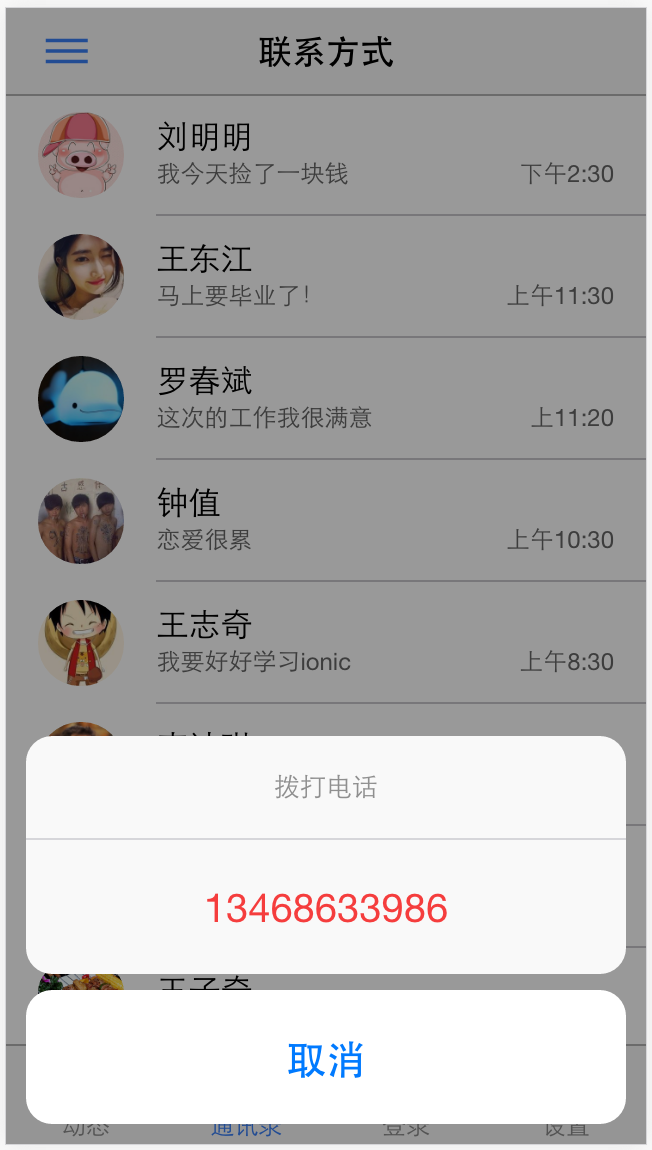 联系方式
刘明明
我今天捡了一块钱 下午2:30
王东江
马上要毕业了！ 上午11:30
罗春斌
这次的工作我很满意 上11:20
钟值
恋爱很累 上午10:30
王志奇
我要好好学习ionic 上午8:30
拨打电话
13468633986
王子奇
取消
动态 通讯录 登录 设置